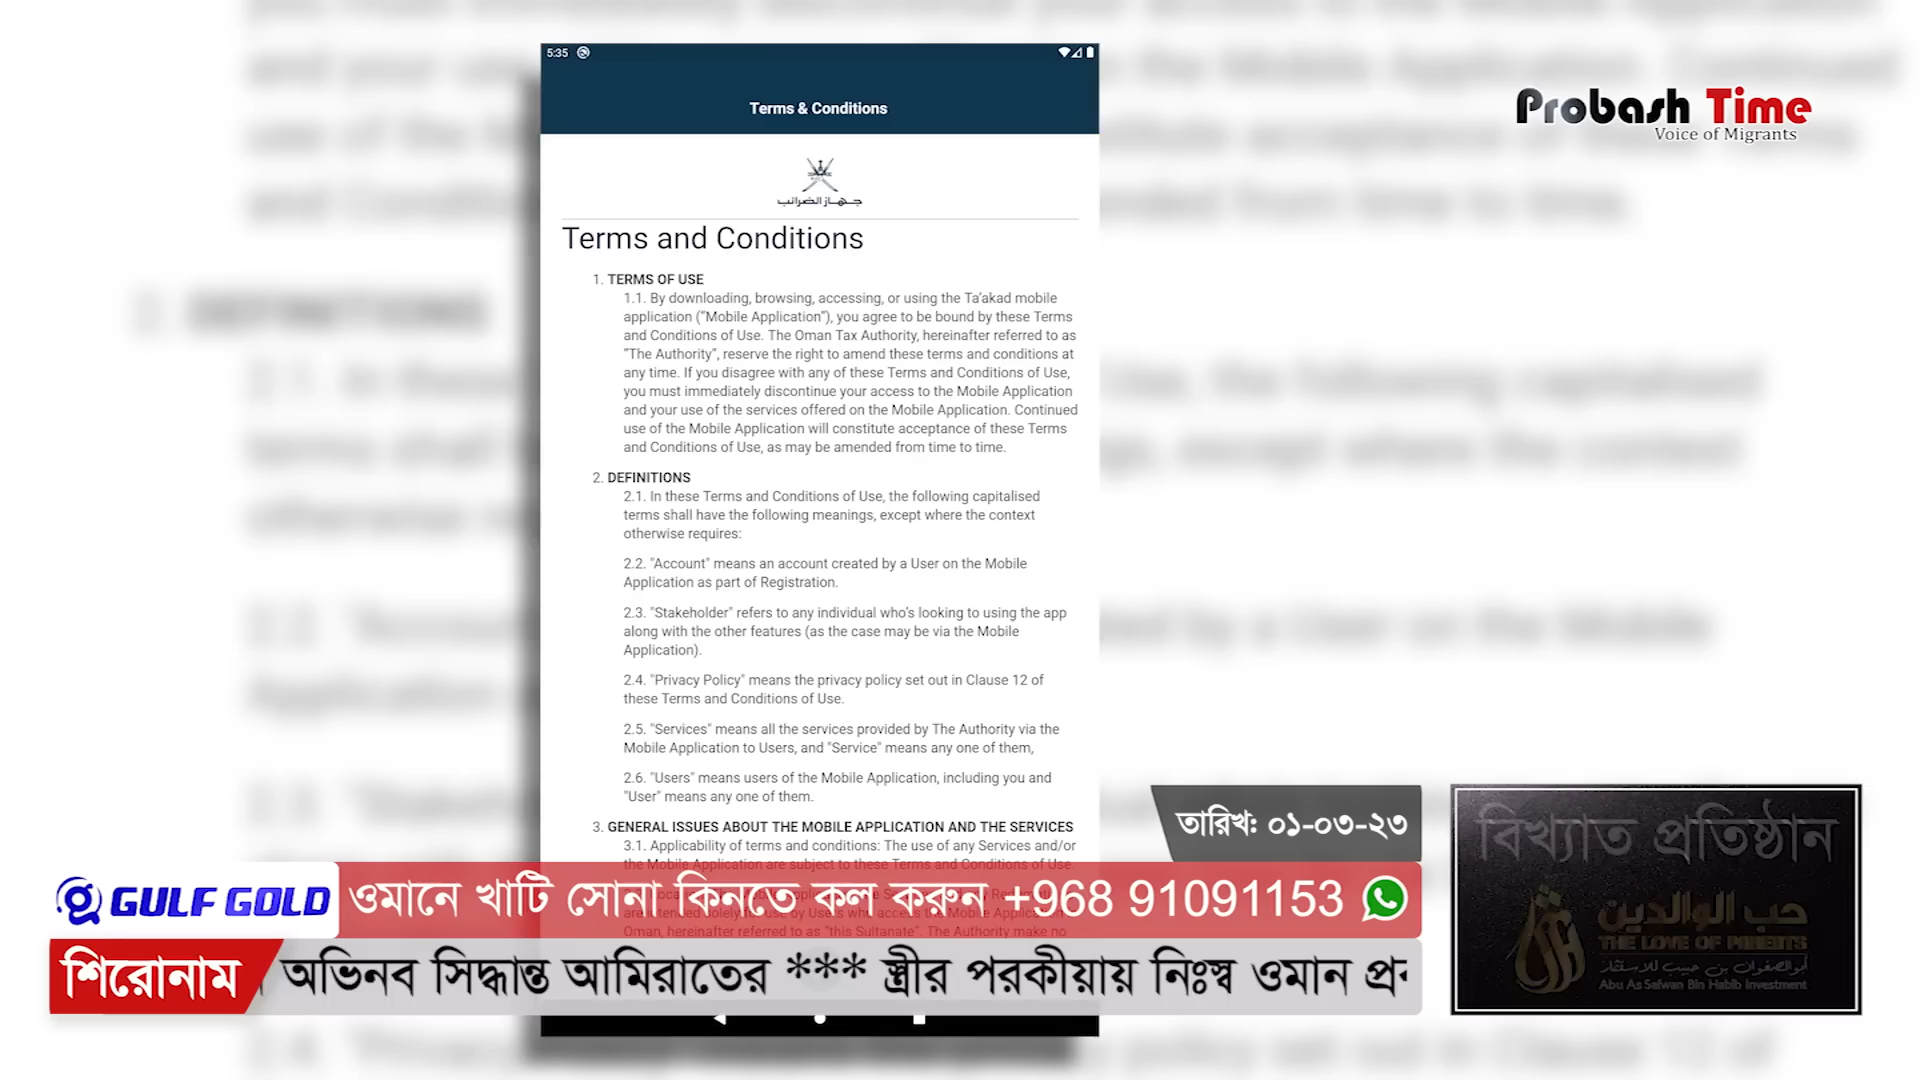 5:35
Terms & Conditions
جهاز الضرائب
Terms and Conditions
1. TERMS OF USE
1.1. By downloading, browsing, accessing, or using the Ta'akad mobile
application ("Mobile Application"), you agree to be bound by these Terms
and Conditions of Use. The Oman Tax Authority, hereinafter referred to as
"The Authority", reserve the right to amend these terms and conditions at
any time. If you disagree with any of these Terms and Conditions of Use,
you must immediately discontinue your access to the Mobile Application
and your use of the services offered on the Mobile Application. Continued
use of the Mobile Application will constitute acceptance of these Terms
and Conditions of Use, as may be amended from time to time.
2. DEFINITIONS
2.1. In these Terms and Conditions of Use, the following capitalised
terms shall have the following meanings, except where the context
otherwise requires:
2.2. "Account" means an account created by a User on the Mobile
Application as part of Registration.
2.3. "Stakeholder" refers to any individual who's looking to using the app
along with the other features (as the case may be via the Mobile
Application).
2.4. "Privacy Policy" means the privacy policy set out in Clause 12 of
these Terms and Conditions of Use.
2.5. "Services" means all the services provided by The Authority via the
Mobile Application to Users, and "Service" means any one of them,
2.6. "Users" means users of the Mobile Application, including you and
"User" means any one of them.
3. GENERAL ISSUES ABOUT THE MOBILE APPLICATION AND THE SERVICES
3.1. Applicability of terms and conditions: The use of any Services and/or
the Mobile Application are subject to these Terms and Conditions of Use.
Oman, hereinafter referred to as "this Sultanate". The Authority make no
Probash Time
Voice of Migrants
তারিখ: ০১-০৩-২৩
GULF GOLD ওমানে খাটি সোনা কিনতে কল করুন +968 91091153
শিরোনাম অভিনব সিদ্ধান্ত আমিরাতের *** স্ত্রীর পরকীয়ায় নিঃস্ব ওমান
বিখ্যাত প্রতিষ্ঠান
حب الوالدين
THE LOVE OF PARENTS
أبو الصفوان بن حبيب للاستثمار
Abu As Safwan Bin Habib Investment